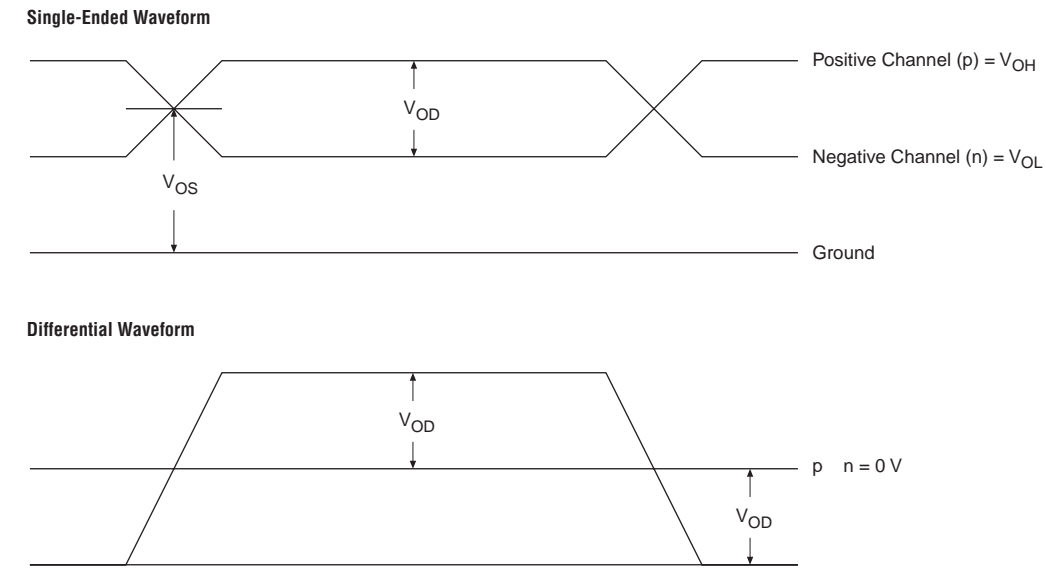 Single-Ended Waveform
Positive Channel (p) = VOH
VOD
Negative Channel (n) = VOL
VOS
Ground
Differential Waveform
VOD
p n = 0 V
VOD